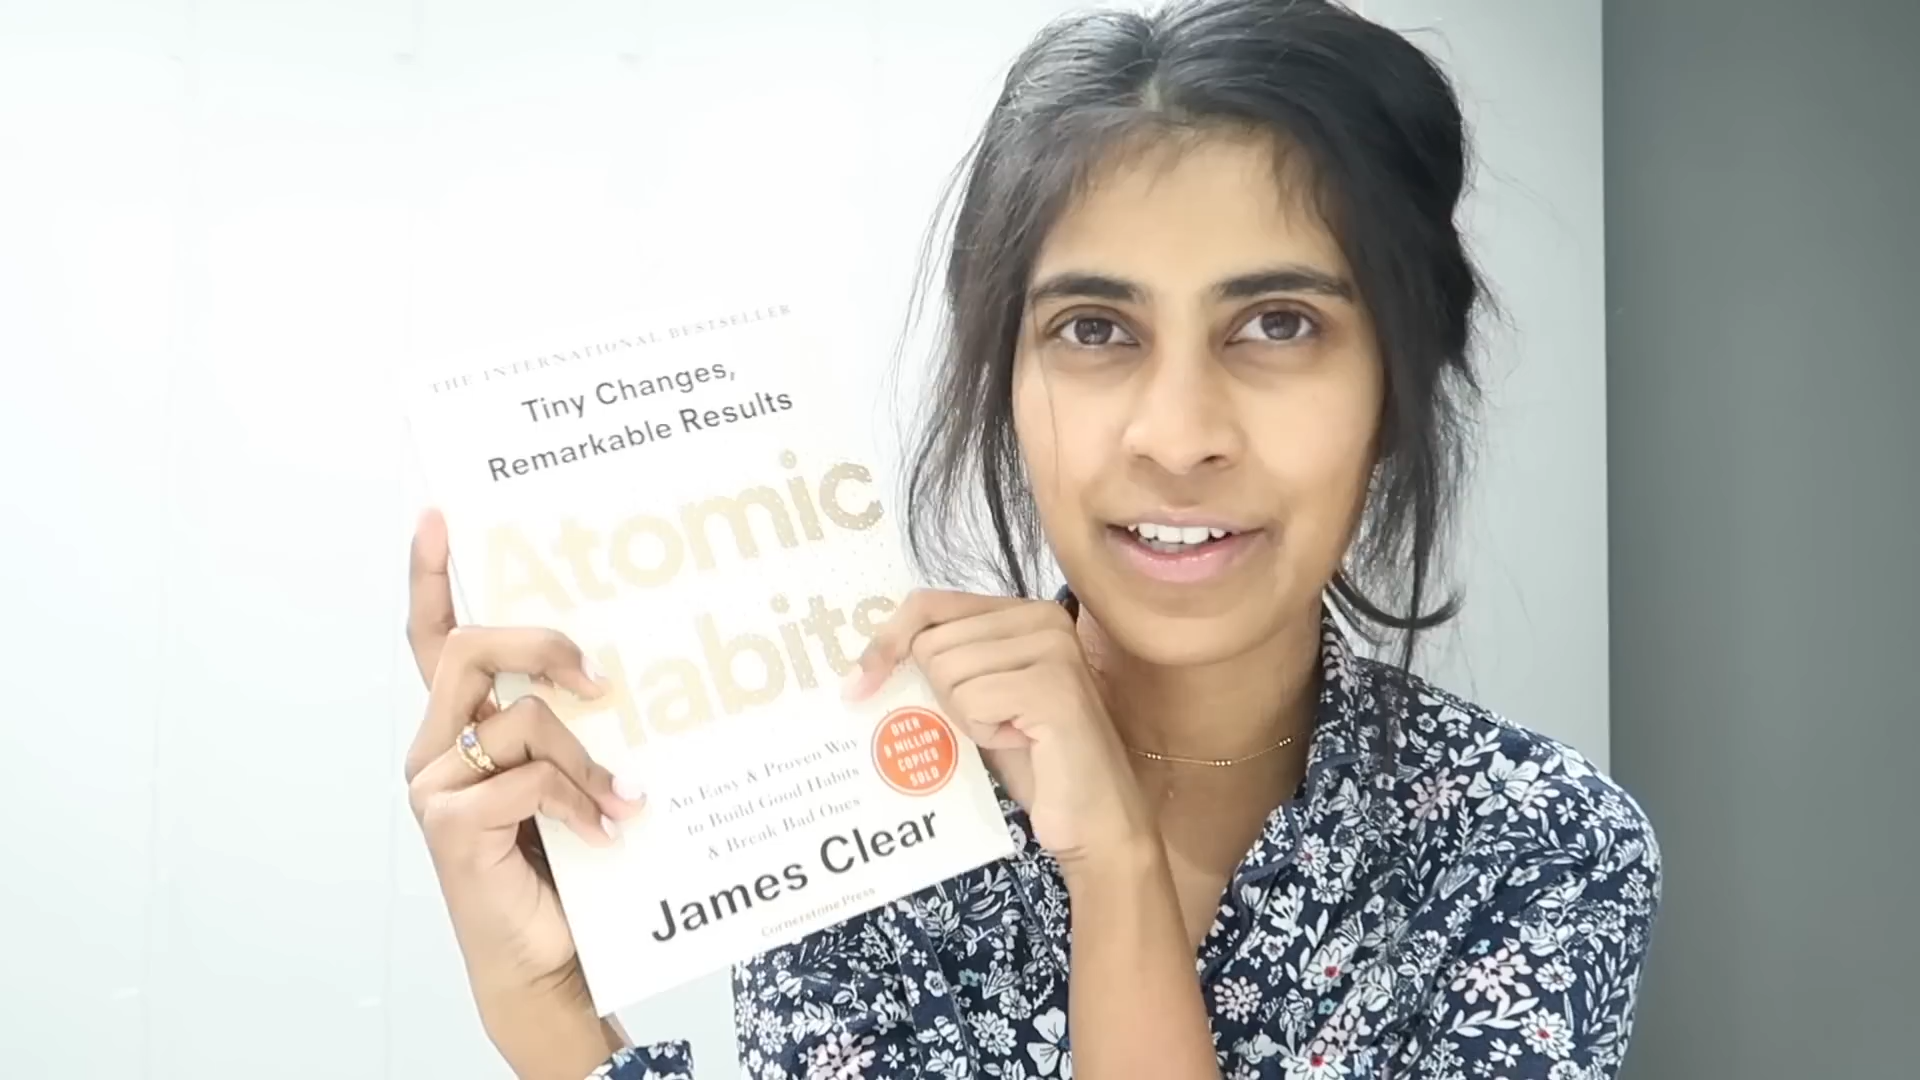 THE INTERNATIONAL BESTSELLER
Tiny Changes,
Remarkable Results
Atomic
Habits
An Easy & Proven Way
to Build Good Habits
& Break Bad Ones
OVER
9 MILLION
COPIES
SOLD
James Clear
Cornerstone Press